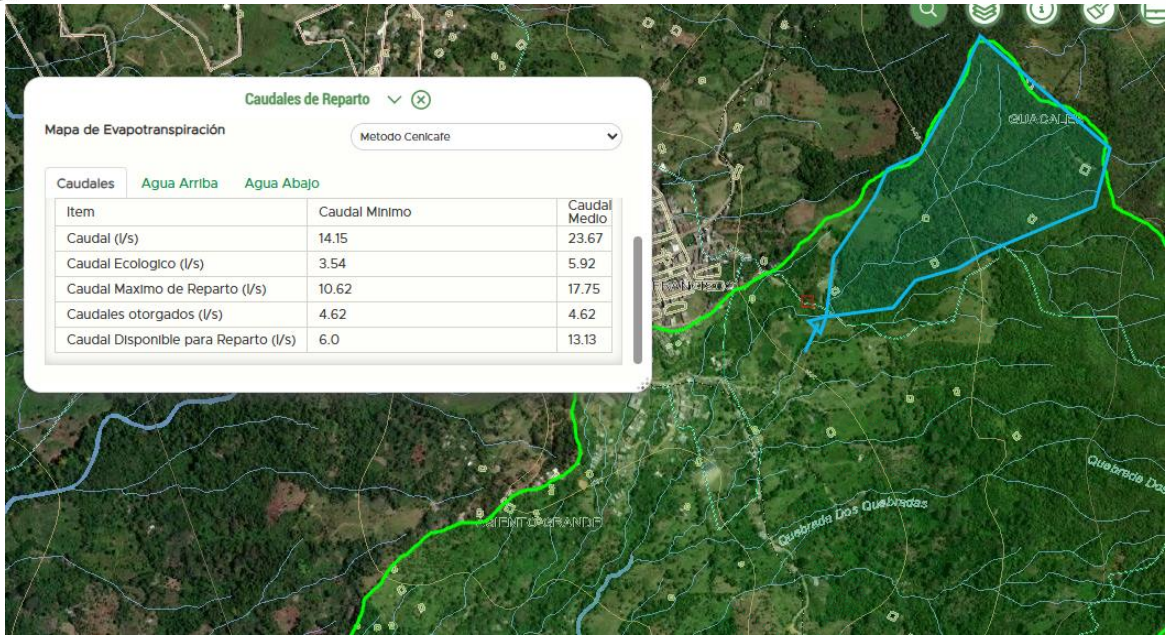 Caudales de Reparto
Mapa de Evapotranspiración
Metodo Cenicafe
Caudales Agua Arriba Agua Abajo
Item Caudal Minimo Caudal Medio
Caudal (l/s) 14.15 23.67
Caudal Ecologico (l/s) 3.54 5.92
Caudal Maximo de Reparto (l/s) 10.62 17.75
Caudales otorgados (l/s) 4.62 4.62
Caudal Disponible para Reparto (l/s) 6.0 13.13
GUACALES
Quebrada Dos Quebradas
Quebrada Dos